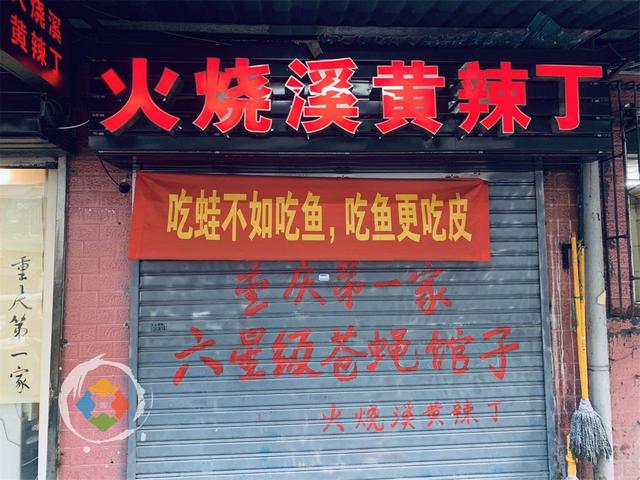 火烧溪
黄辣丁
火烧溪黄辣丁
吃蛙不如吃鱼，吃鱼更吃皮
重庆第一家
六星级苍蝇馆子
火烧溪黄辣丁
重庆第一家